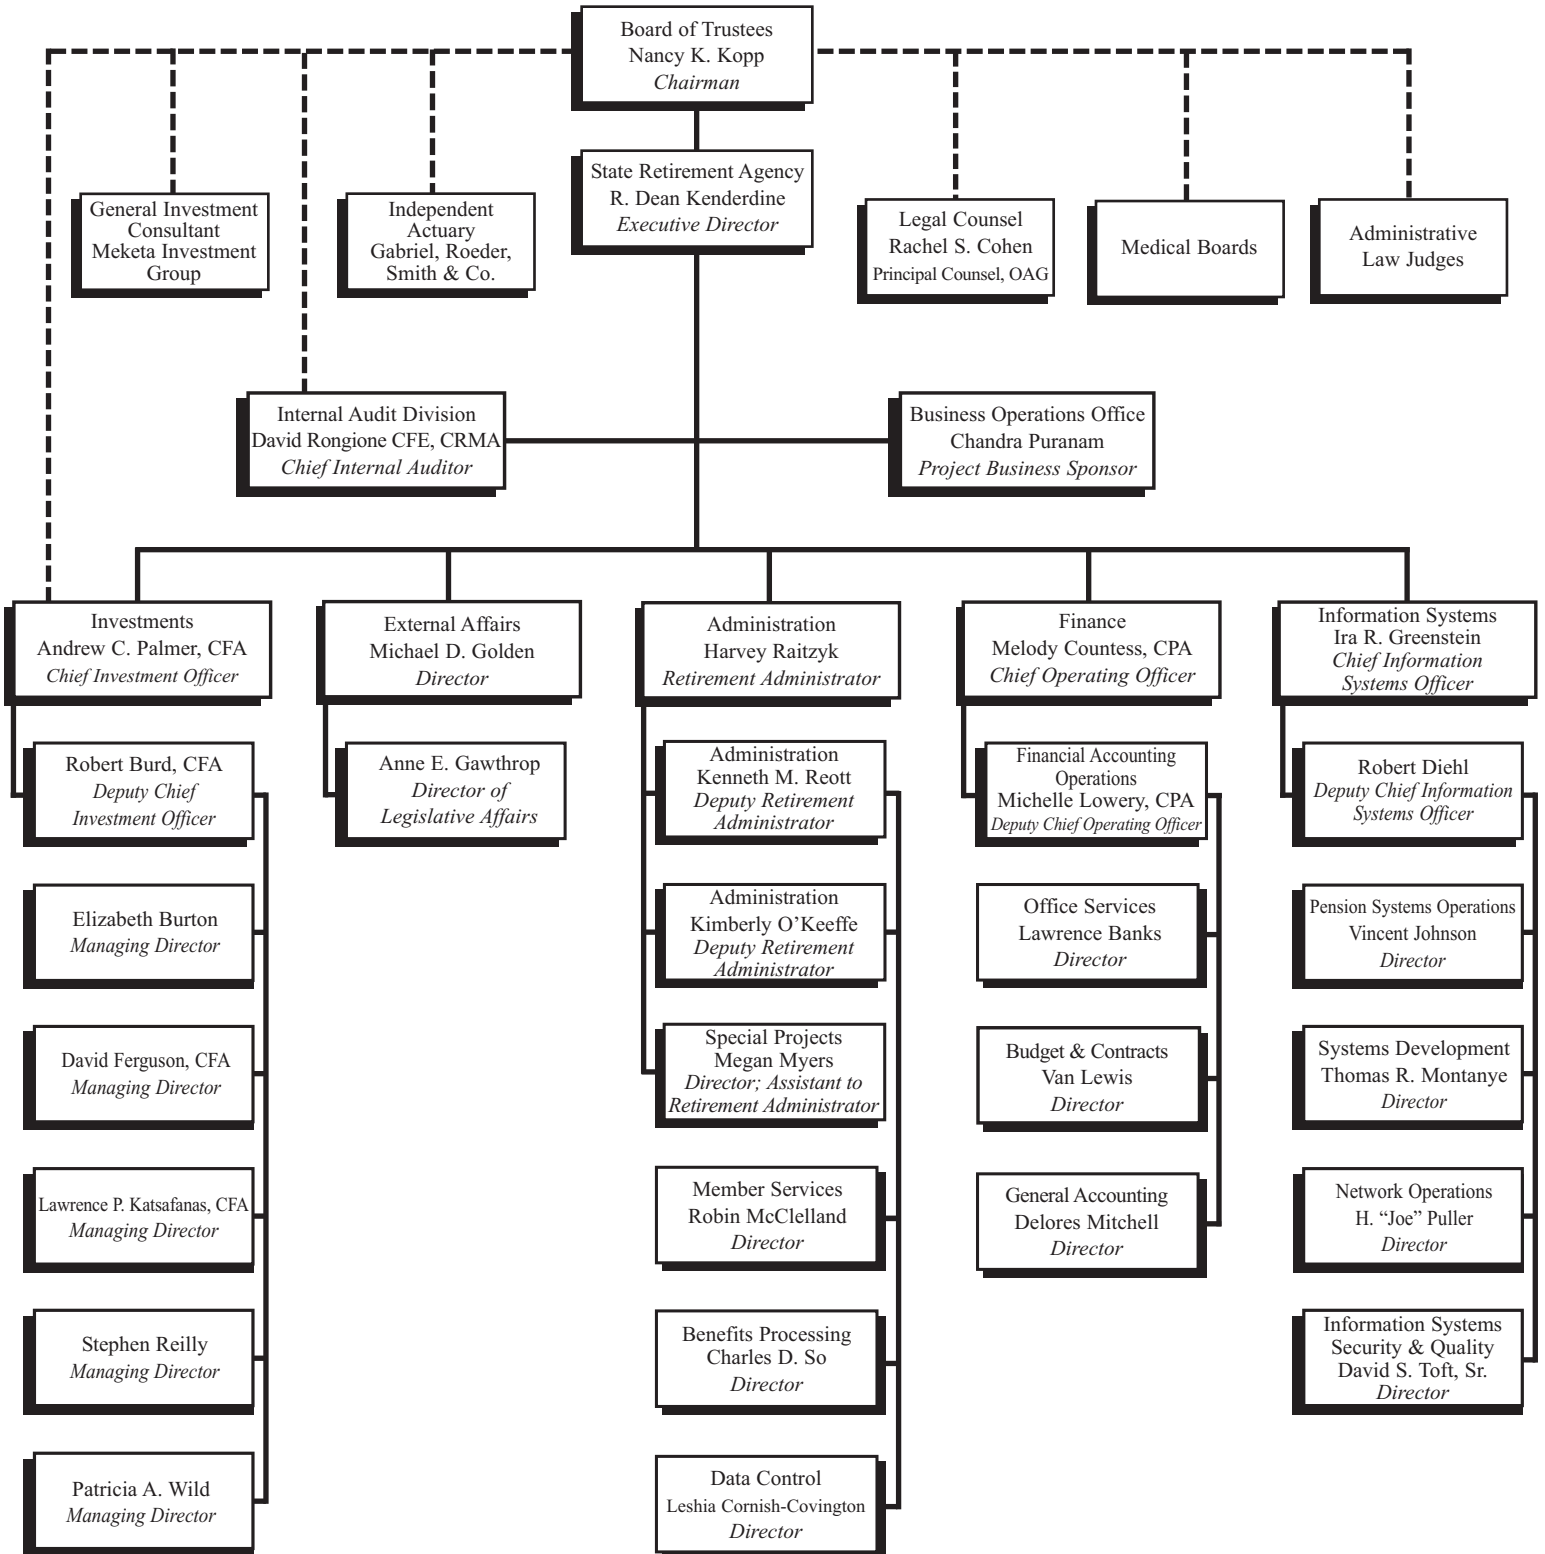 Board of Trustees
Nancy K. Kopp
Chairman
State Retirement Agency
R. Dean Kenderdine
Executive Director
General Investment
Consultant
Meketa Investment
Group
Independent
Actuary
Gabriel, Roeder,
Smith & Co.
Legal Counsel
Rachel S. Cohen
Principal Counsel, OAG
Medical Boards
Administrative
Law Judges
Internal Audit Division
David Rongione CFE, CRMA
Chief Internal Auditor
Business Operations Office
Chandra Puranam
Project Business Sponsor
Investments
Andrew C. Palmer, CFA
Chief Investment Officer
External Affairs
Michael D. Golden
Director
Administration
Harvey Raitzyk
Retirement Administrator
Finance
Melody Countess, CPA
Chief Operating Officer
Information Systems
Ira R. Greenstein
Chief Information
Systems Officer
Robert Burd, CFA
Deputy Chief
Investment Officer
Elizabeth Burton
Managing Director
David Ferguson, CFA
Managing Director
Lawrence P. Katsafanas, CFA
Managing Director
Stephen Reilly
Managing Director
Patricia A. Wild
Managing Director
Anne E. Gawthrop
Director of
Legislative Affairs
Administration
Kenneth M. Reott
Deputy Retirement
Administrator
Administration
Kimberly O’Keeffe
Deputy Retirement
Administrator
Special Projects
Megan Myers
Director; Assistant to
Retirement Administrator
Member Services
Robin McClelland
Director
Benefits Processing
Charles D. So
Director
Data Control
Leshia Cornish-Covington
Director
Financial Accounting
Operations
Michelle Lowery, CPA
Deputy Chief Operating Officer
Office Services
Lawrence Banks
Director
Budget & Contracts
Van Lewis
Director
General Accounting
Delores Mitchell
Director
Robert Diehl
Deputy Chief Information
Systems Officer
Pension Systems Operations
Vincent Johnson
Director
Systems Development
Thomas R. Montanye
Director
Network Operations
H. “Joe” Puller
Director
Information Systems
Security & Quality
David S. Toft, Sr.
Director